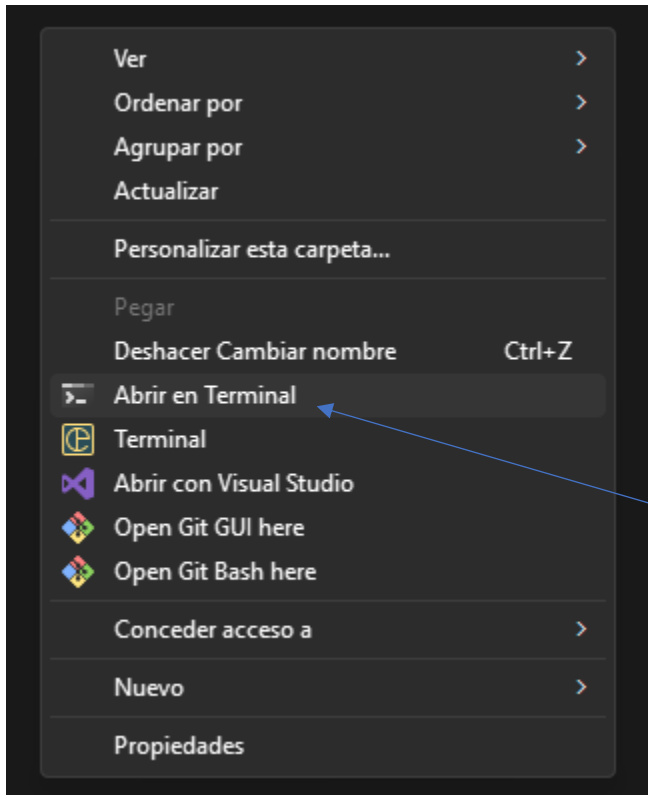 Ver
Ordenar por
Agrupar por
Actualizar
Personalizar esta carpeta...
Pegar
Deshacer Cambiar nombre Ctrl+Z
Abrir en Terminal
Terminal
Abrir con Visual Studio
Open Git GUI here
Open Git Bash here
Conceder acceso a
Nuevo
Propiedades